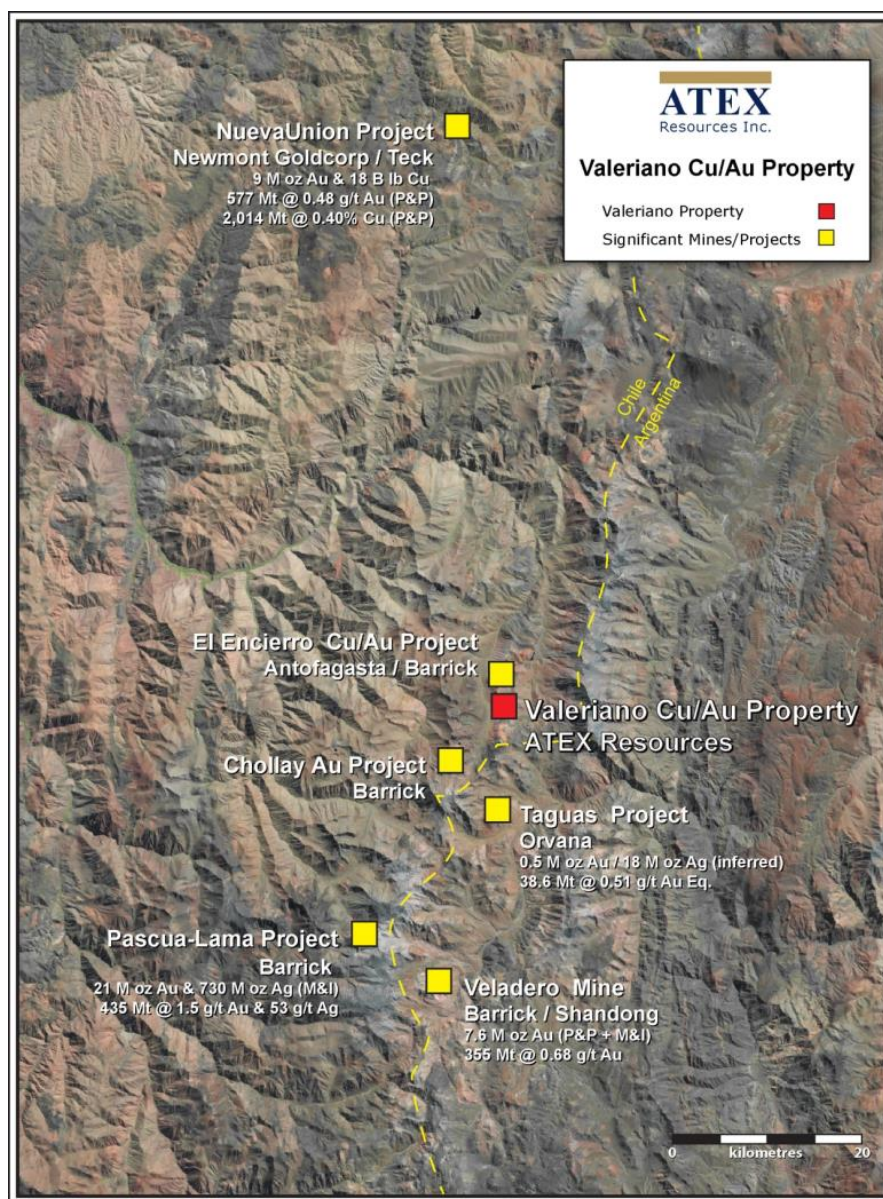 ATEX
Resources Inc.
Valeriano Cu/Au Property
Valeriano Property
Significant Mines/Projects
NuevaUnion Project
Newmont Goldcorp / Teck
9 M oz Au & 18 B lb Cu
577 Mt @ 0.48 g/t Au (P&P)
2,014 Mt @ 0.40% Cu (P&P)
Chile
Argentina
El Encierro Cu/Au Project
Antofagasta / Barrick
Valeriano Cu/Au Property
ATEX Resources
Chollay Au Project
Barrick
Taguas Project
Orvana
0.5 M oz Au / 18 M oz Ag (inferred)
38.6 Mt @ 0.51 g/t Au Eq.
Pascua-Lama Project
Barrick
21 M oz Au & 730 M oz Ag (M&I)
435 Mt @ 1.5 g/t Au & 53 g/t Ag
Veladero Mine
Barrick / Shandong
7.6 M oz Au (P&P + M&I)
355 Mt @ 0.68 g/t Au
0 kilometres 20